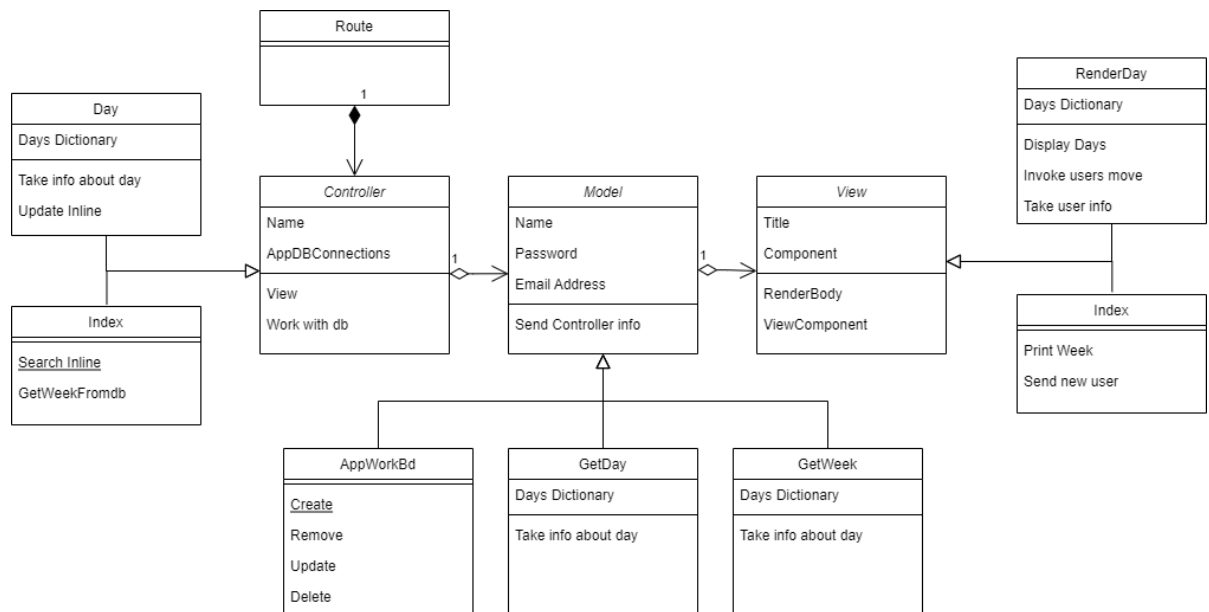 Route
1
Day
Days Dictionary
Take info about day
Update Inline
Index
Search Inline
GetWeekFromdb
Controller
Name
AppDBConnections
View
Work with db
1
Model
Name
Password
Email Address
Send Controller info
1
View
Title
Component
RenderBody
ViewComponent
RenderDay
Days Dictionary
Display Days
Invoke users move
Take user info
Index
Print Week
Send new user
AppWorkBd
Create
Remove
Update
Delete
GetDay
Days Dictionary
Take info about day
GetWeek
Days Dictionary
Take info about day